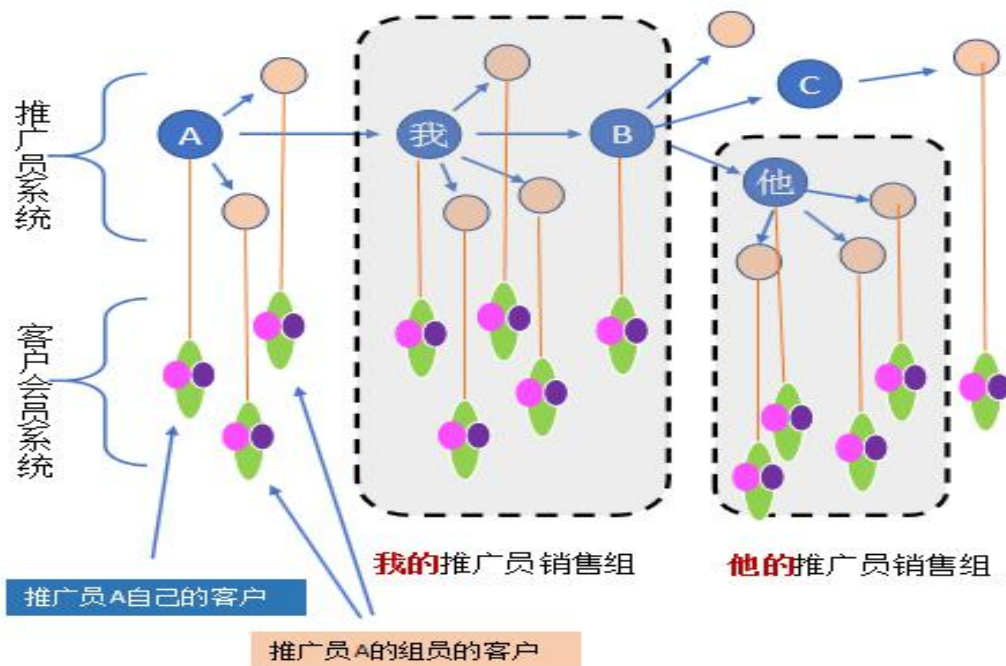 推广员系统
A
我
B
C
他
客户会员系统
我的推广员销售组
他的推广员销售组
推广员A自己的客户
推广员A的组员的客户